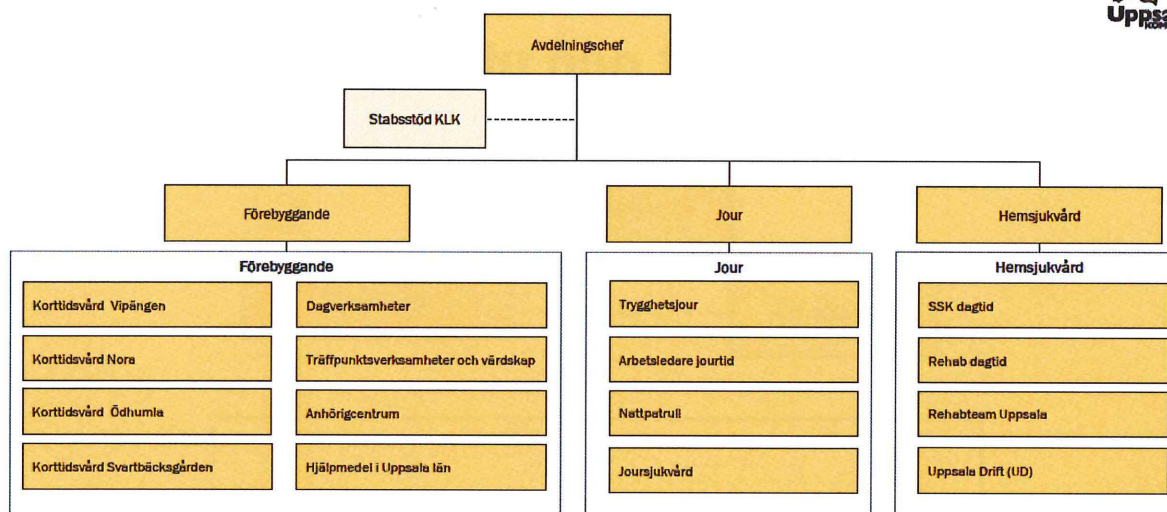 Avdelningschef
Stabsstöd KLK
Förebyggande
Jour
Hemsjukvård
Förebyggande
Korttidsvård Vipängen
Korttidsvård Nora
Korttidsvård Ödhumla
Korttidsvård Svartbäcksgården
Dagverksamheter
Träffpunktsverksamheter och värdskap
Anhörigcentrum
Hjälpmedel i Uppsala län
Jour
Trygghetsjour
Arbetsledare jourtid
Nattpatrull
Joursjukvård
Hemsjukvård
SSK dagtid
Rehab dagtid
Rehabteam Uppsala
Uppsala Drift (UD)